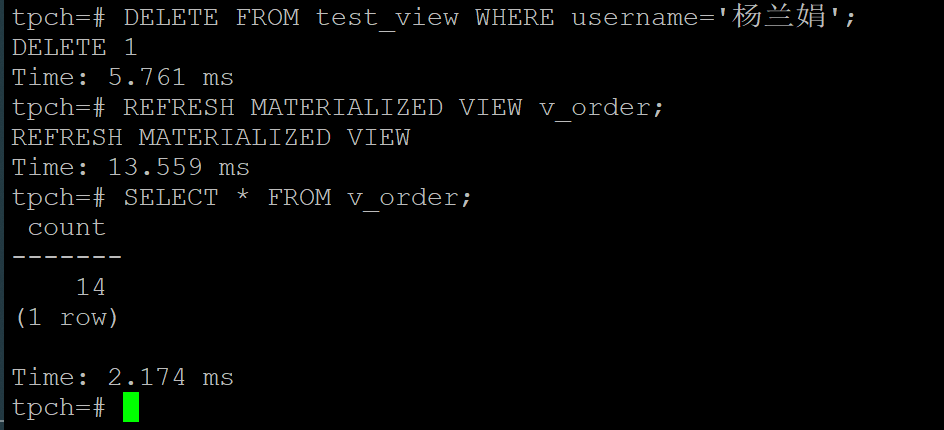 tpch=# DELETE FROM test_view WHERE username='杨兰娟';
DELETE 1
Time: 5.761 ms
tpch=# REFRESH MATERIALIZED VIEW v_order;
REFRESH MATERIALIZED VIEW
Time: 13.559 ms
tpch=# SELECT * FROM v_order;
count
-------
14
(1 row)
Time: 2.174 ms
tpch=#